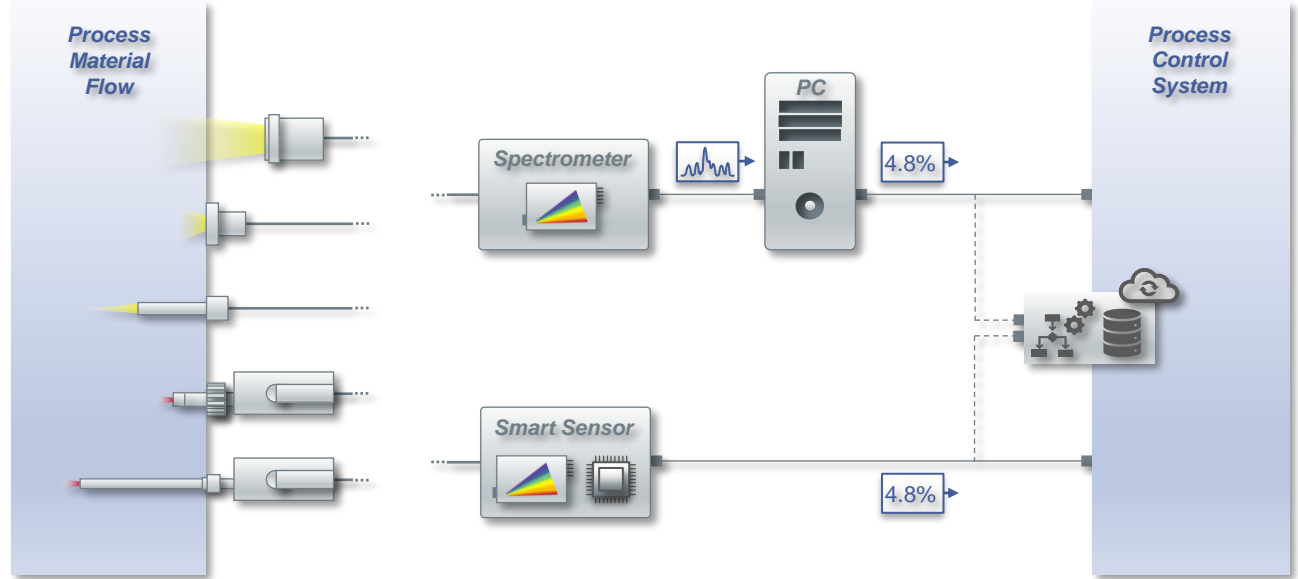 Process
Material
Flow
Process
Control
System
PC
Spectrometer
4.8%
Smart Sensor
4.8%